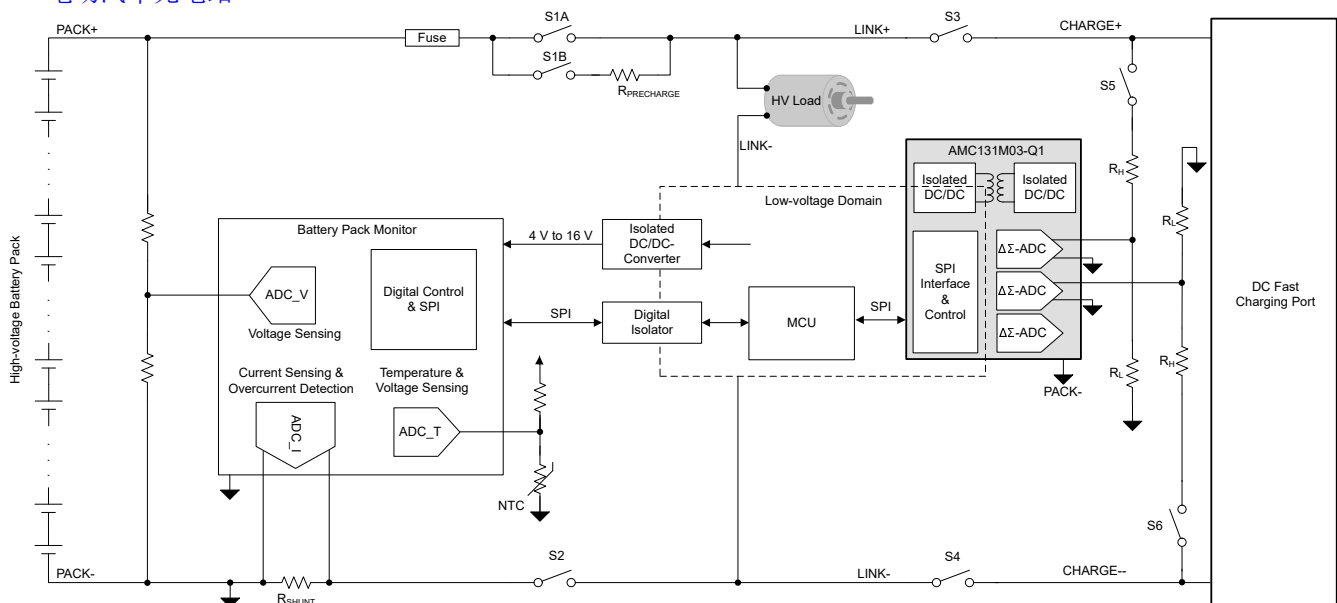 PACK+
Fuse
S1A
S1B
RPRECHARGE
LINK+
S3
CHARGE+
S5
HV Load
LINK-
AMC131M03-Q1
Isolated
DC/DC
Isolated
DC/DC
RH
RL
Low-voltage Domain
High-voltage Battery Pack
Battery Pack Monitor
4 V to 16 V
Isolated
DC/DC-
Converter
ΔΣ-ADC
SPI
Interface
&
Control
ΔΣ-ADC
ΔΣ-ADC
ADC_V
Voltage Sensing
Digital Control
& SPI
SPI
Digital
Isolator
MCU
SPI
DC Fast
Charging Port
Current Sensing &
Overcurrent Detection
Temperature &
Voltage Sensing
RL
RH
PACK-
ADC_I
ADC_T
NTC
S6
PACK-
RSHUNT
S2
LINK-
S4
CHARGE--